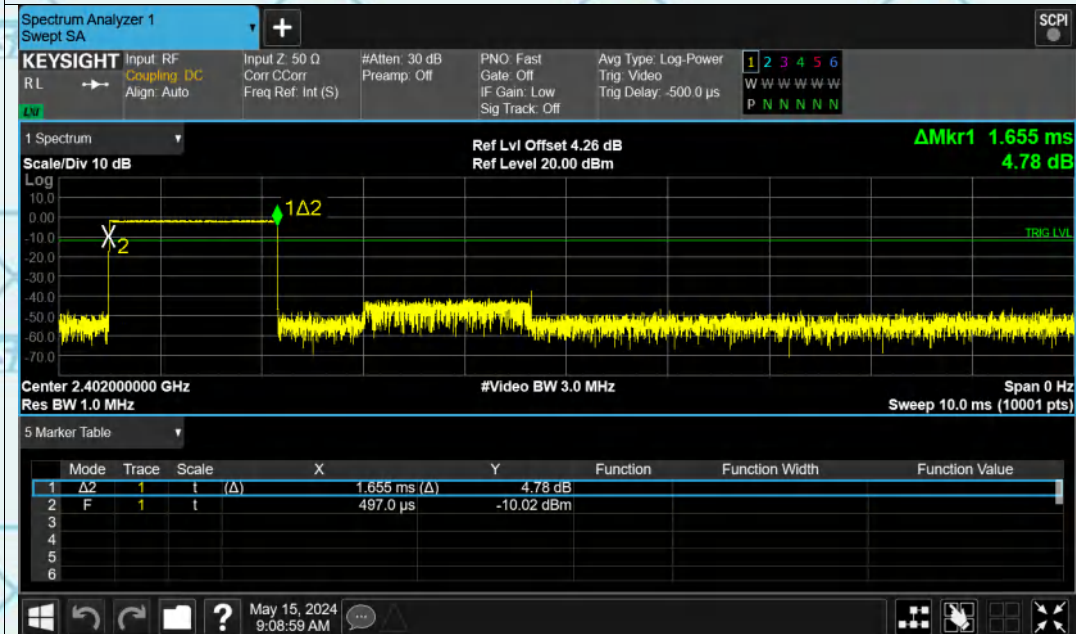 Spectrum Analyzer 1
Swept SA
+
SCPI
KEYSIGHT
RL
LXI
Input: RF
Coupling: DC
Align: Auto
Input Z: 50 Ω
Corr CCorr
Freq Ref: Int (S)
#Atten: 30 dB
Preamp: Off
PNO: Fast
Gate: Off
IF Gain: Low
Sig Track: Off
Avg Type: Log-Power
Trig: Video
Trig Delay: -500.0 µs
1 2 3 4 5 6
W W W W W W
P N N N N N
1 Spectrum
Scale/Div 10 dB
Ref Lvl Offset 4.26 dB
Ref Level 20.00 dBm
ΔMkr1 1.655 ms
4.78 dB
Log
10.0
0.00
-10.0
-20.0
-30.0
-40.0
-50.0
-60.0
-70.0
1Δ2
X2
TRIG LVL
Center 2.402000000 GHz
#Video BW 3.0 MHz
Span 0 Hz
Res BW 1.0 MHz
Sweep 10.0 ms (10001 pts)
5 Marker Table
Mode Trace Scale X Y Function Function Width Function Value
1 Δ2 1 t (Δ) 1.655 ms (Δ) 4.78 dB
2 F 1 t 497.0 µs -10.02 dBm
3
4
5
6
?
May 15, 2024
9:08:59 AM